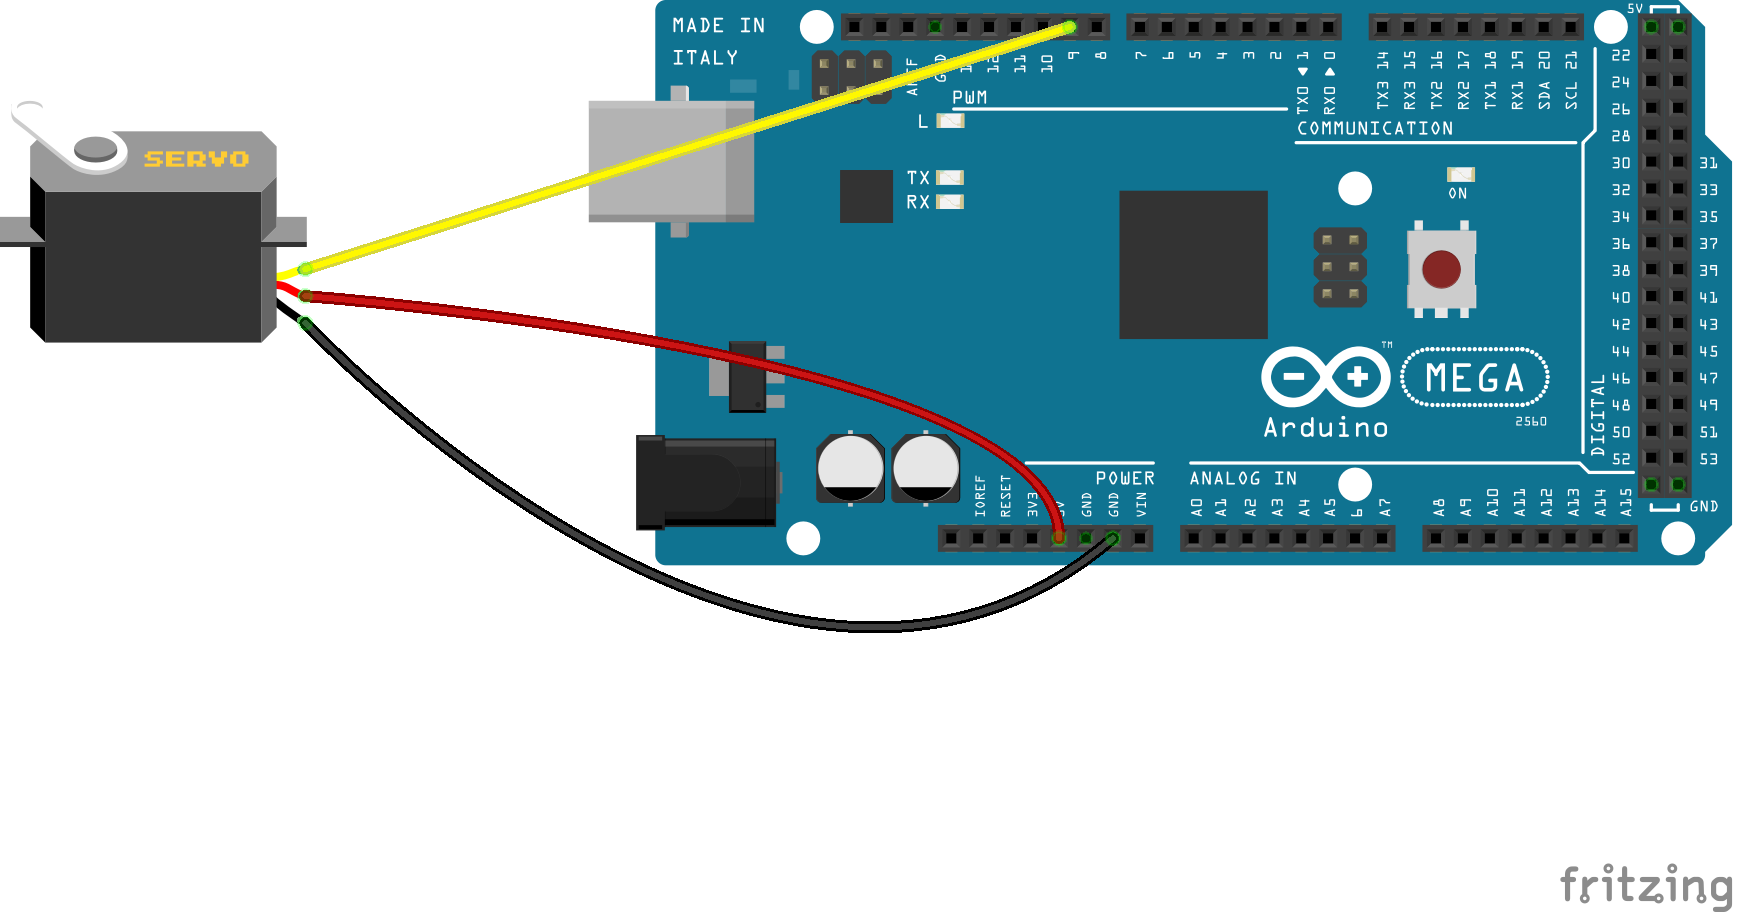 MADE IN
ITALY
SERVO
AREF
GND
12
11
10
9
8
7
6
5
4
3
2
TX0 ◀ 1
RX0 ▶ 0
TX3 14
RX3 15
TX2 16
RX2 17
TX1 18
RX1 19
SDA 20
SCL 21
PWM
COMMUNICATION
L
TX
RX
ON
5V
22
24
26
28
30 31
32 33
34 35
36 37
38 39
40 41
42 43
44 45
46 47
48 49
50 51
52 53
GND
DIGITAL
TM
MEGA
2560
Arduino
POWER
ANALOG IN
IOREF
RESET
3V3
5V
GND
GND
VIN
A0
A1
A2
A3
A4
A5
6
A7
A8
A9
A10
A11
A12
A13
A14
A15
fritzing